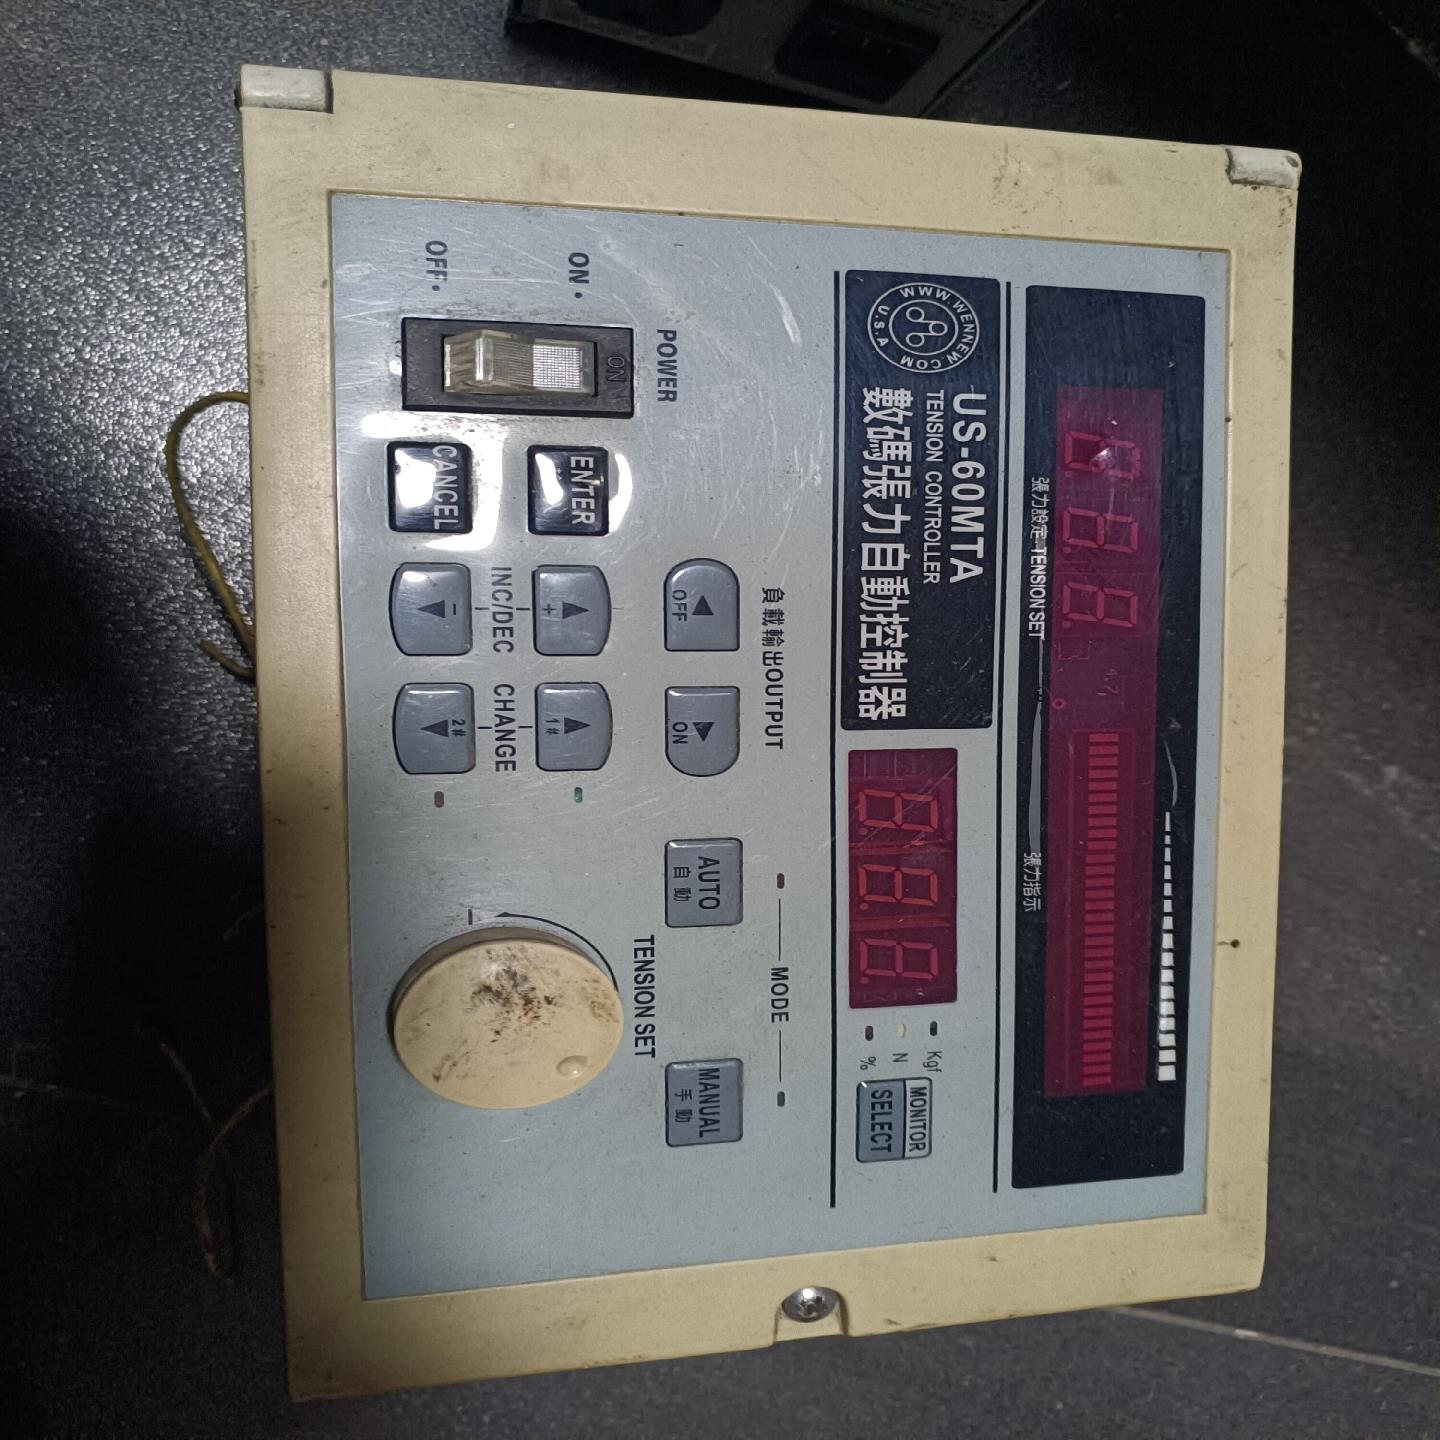 張力設定 TENSION SET
張力指示
WWW.WENNEW.COM
U.S.A
US-60MTA
TENSION CONTROLLER
數碼張力自動控制器
Kgf
N
%
MONITOR
SELECT
負載輸出OUTPUT
OFF
ON
MODE
AUTO
自動
MANUAL
手動
POWER
ON
OFF
ON
ENTER
CANCEL
+
INC/DEC
-
1#
CHANGE
2#
TENSION SET